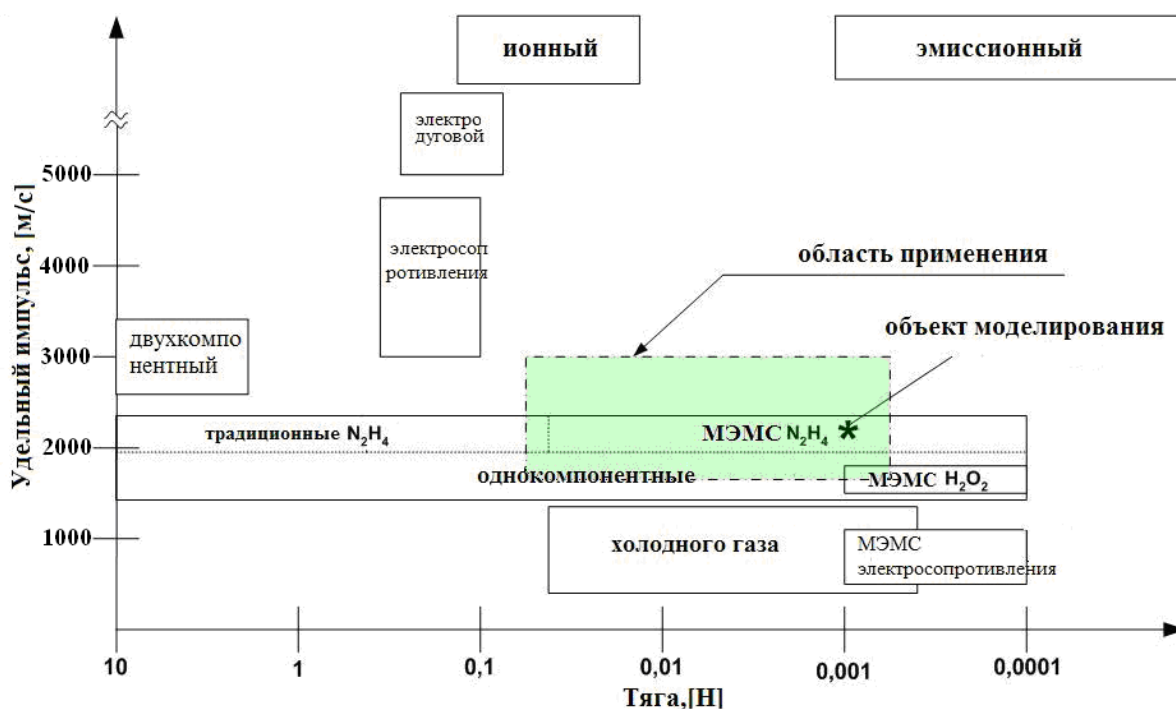 ионный
эмиссионный
электро
дуговой
Удельный импульс, [м/с]
5000
4000
3000
2000
1000
электросоп
ротивления
область применения
объект моделирования
двухкомпо
нентный
традиционные N₂H₄
МЭМС N₂H₄ *
однокомпонентные
МЭМС H₂O₂
холодного газа
МЭМС
электросопротивления
10
1
0,1
0,01
0,001
0,0001
Тяга,[Н]